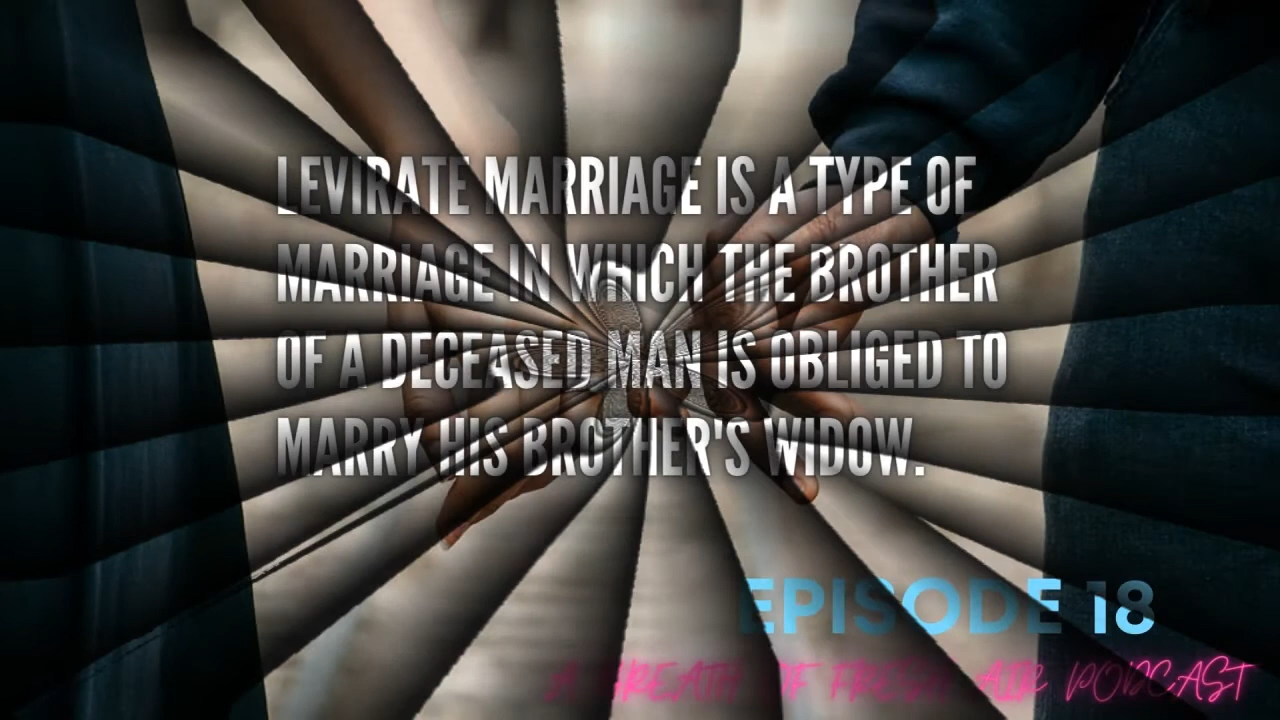 LEVIRATE MARRIAGE IS A TYPE OF
MARRIAGE IN WHICH THE BROTHER
OF A DECEASED MAN IS OBLIGED TO
MARRY HIS BROTHER'S WIDOW.
EPISODE 18
A BREATH OF FRESH AIR PODCAST